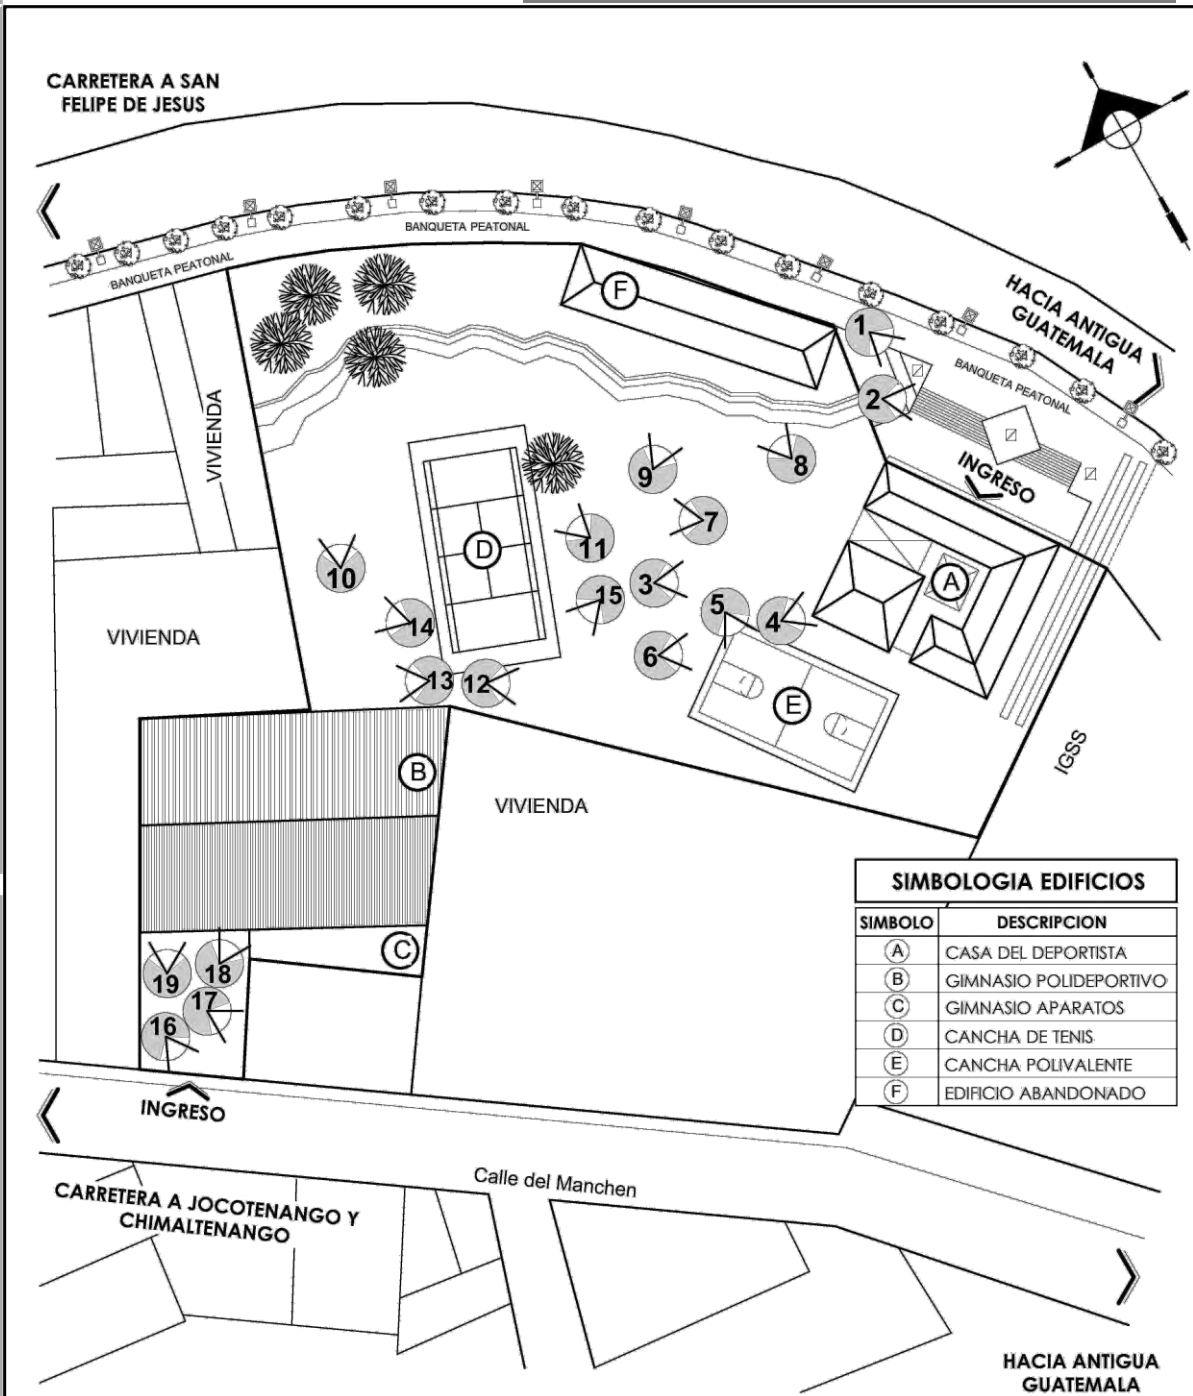 CARRETERA A SAN
FELIPE DE JESUS
BANQUETA PEATONAL
BANQUETA PEATONAL
HACIA ANTIGUA
GUATEMALA
BANQUETA PEATONAL
F
1
2
INGRESO
VIVIENDA
9
8
7
11
D
10
3
15
5
4
A
14
6
VIVIENDA
13
12
E
IGSS
B
VIVIENDA
C
19
18
17
16
INGRESO
SIMBOLOGIA EDIFICIOS
SIMBOLO DESCRIPCION
A CASA DEL DEPORTISTA
B GIMNASIO POLIDEPORTIVO
C GIMNASIO APARATOS
D CANCHA DE TENIS
E CANCHA POLIVALENTE
F EDIFICIO ABANDONADO
Calle del Manchen
CARRETERA A JOCOTENANGO Y
CHIMALTENANGO
HACIA ANTIGUA
GUATEMALA